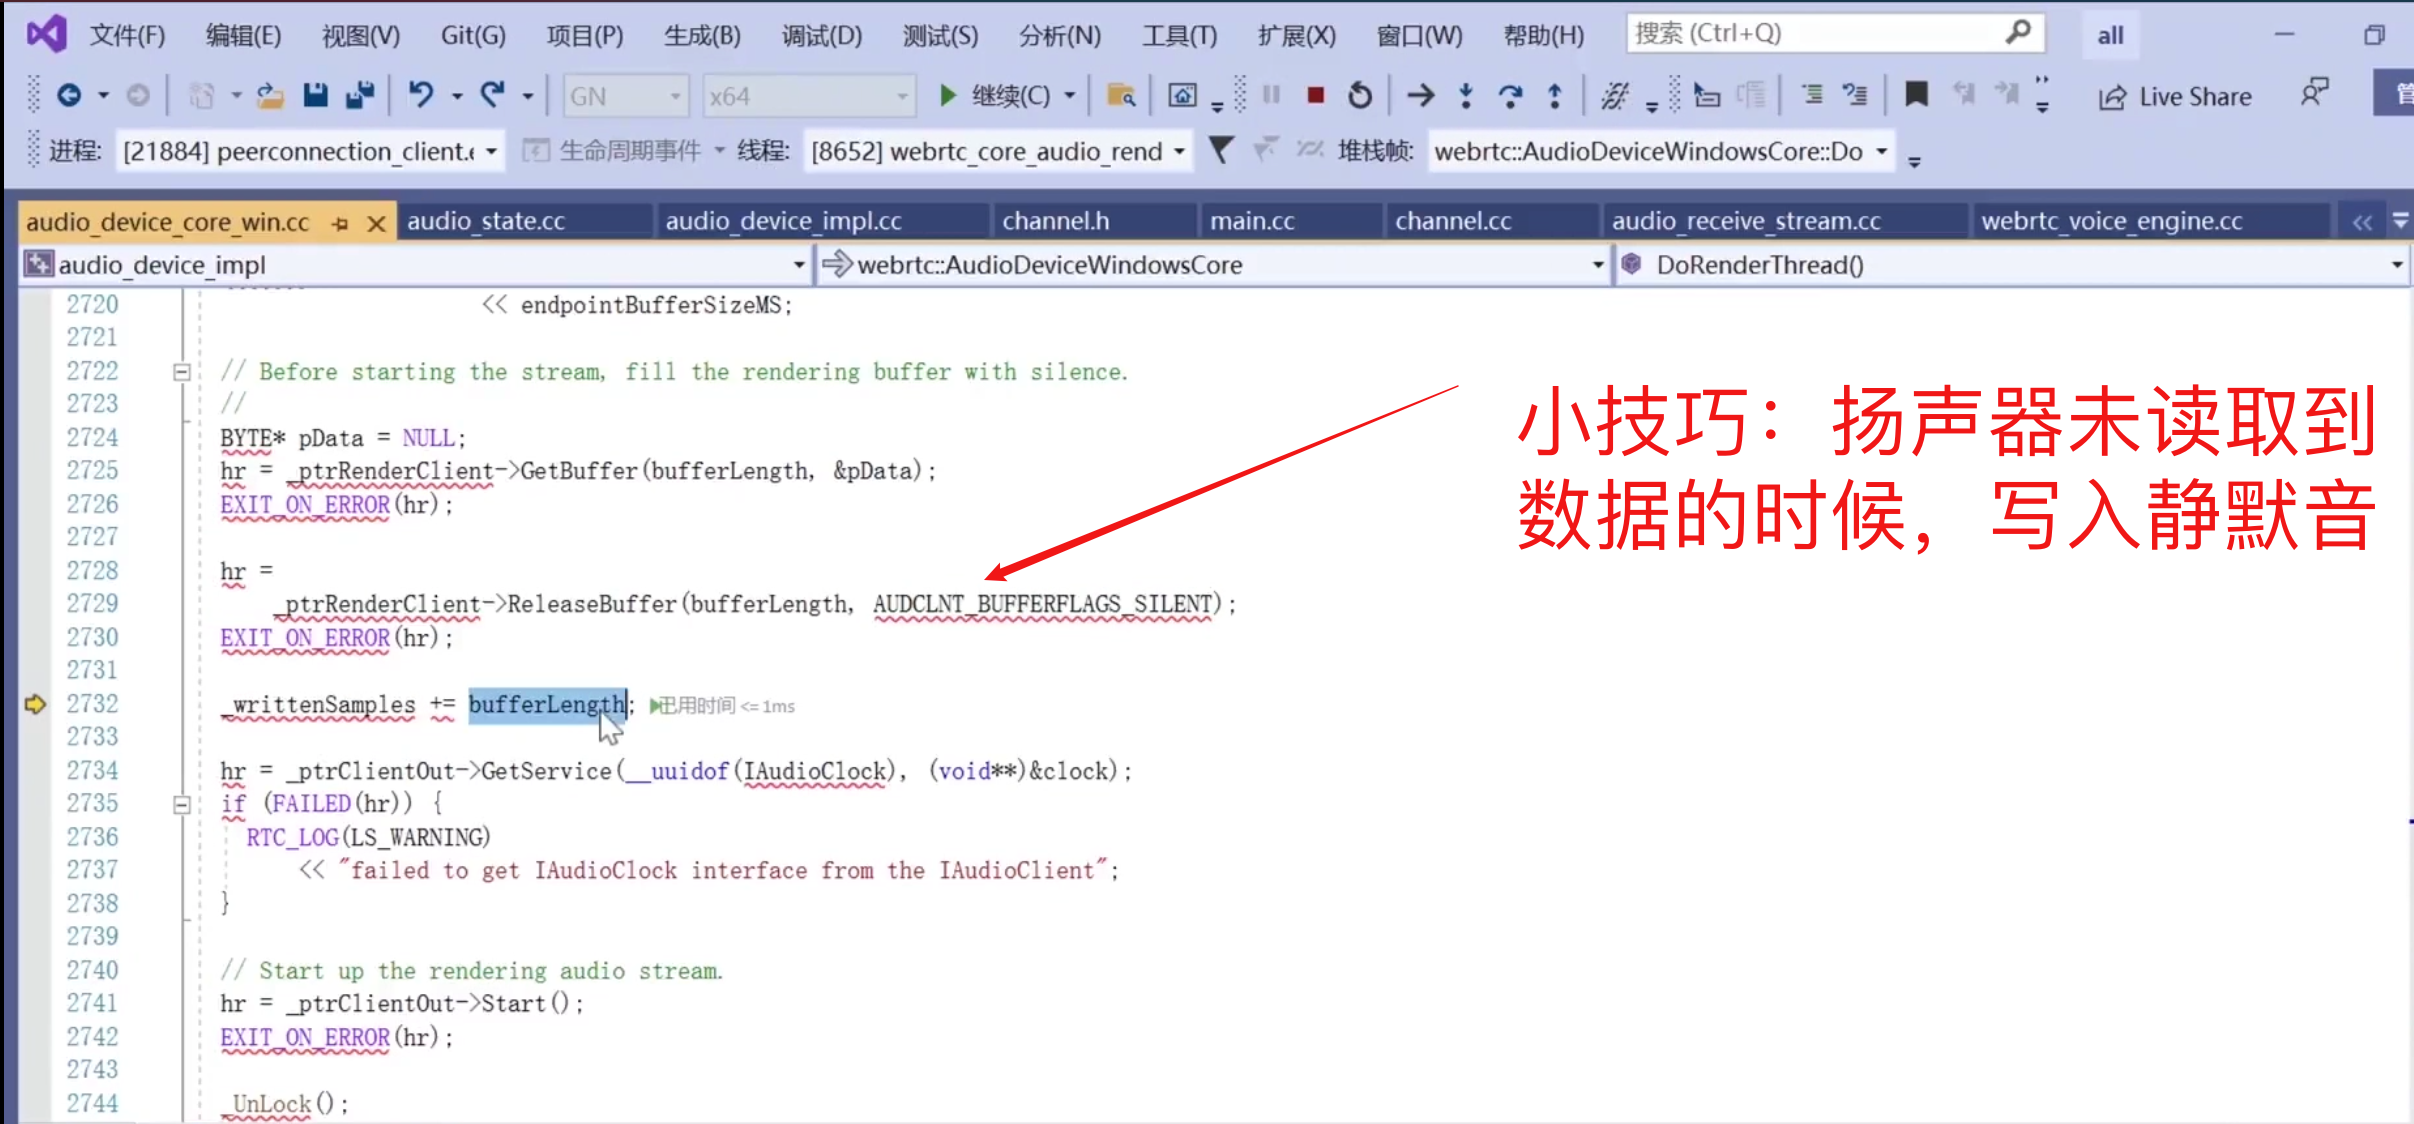 文件(F) 编辑(E) 视图(V) Git(G) 项目(P) 生成(B) 调试(D) 测试(S) 分析(N) 工具(T) 扩展(X) 窗口(W) 帮助(H) 搜索 (Ctrl+Q) all
GN x64 继续(C) Live Share
进程: [21884] peerconnection_client.e 生命周期事件 线程: [8652] webrtc_core_audio_rend 堆栈帧: webrtc::AudioDeviceWindowsCore::Do
audio_device_core_win.cc audio_state.cc audio_device_impl.cc channel.h main.cc channel.cc audio_receive_stream.cc webrtc_voice_engine.cc
audio_device_impl webrtc::AudioDeviceWindowsCore DoRenderThread()
2720 << endpointBufferSizeMS;
2721
2722 // Before starting the stream, fill the rendering buffer with silence.
2723 //
2724 BYTE* pData = NULL;
2725 hr = _ptrRenderClient->GetBuffer(bufferLength, &pData);
2726 EXIT_ON_ERROR(hr);
2727
2728 hr =
2729 _ptrRenderClient->ReleaseBuffer(bufferLength, AUDCLNT_BUFFERFLAGS_SILENT);
2730 EXIT_ON_ERROR(hr);
2731
2732 _writtenSamples += bufferLength; 已用时间 <= 1ms
2733
2734 hr = _ptrClientOut->GetService(__uuidof(IAudioClock), (void**)&clock);
2735 if (FAILED(hr)) {
2736 RTC_LOG(LS_WARNING)
2737 << "failed to get IAudioClock interface from the IAudioClient";
2738 }
2739
2740 // Start up the rendering audio stream.
2741 hr = _ptrClientOut->Start();
2742 EXIT_ON_ERROR(hr);
2743
2744 _UnLock();
小技巧：扬声器未读取到
数据的时候，写入静默音